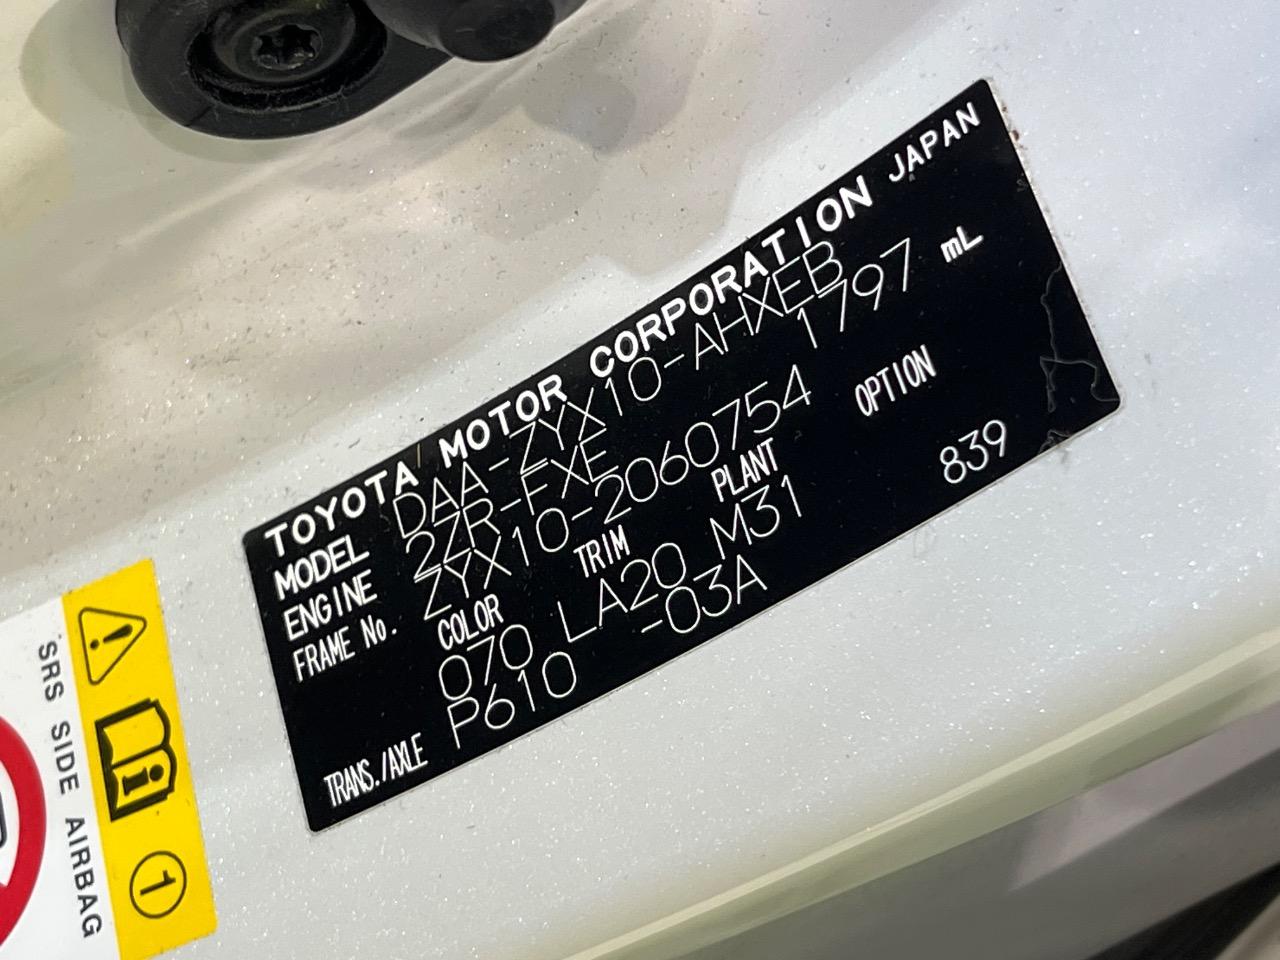 TOYOTA MOTOR CORPORATION JAPAN
MODEL DAA-ZYX10-AHXEB
ENGINE 2ZR-FXE 1797 mL
FRAME No. ZYX10-2060754
COLOR TRIM PLANT OPTION
070 LA20 M31 839
TRANS./AXLE P610 -03A
SRS SIDE AIRBAG
1